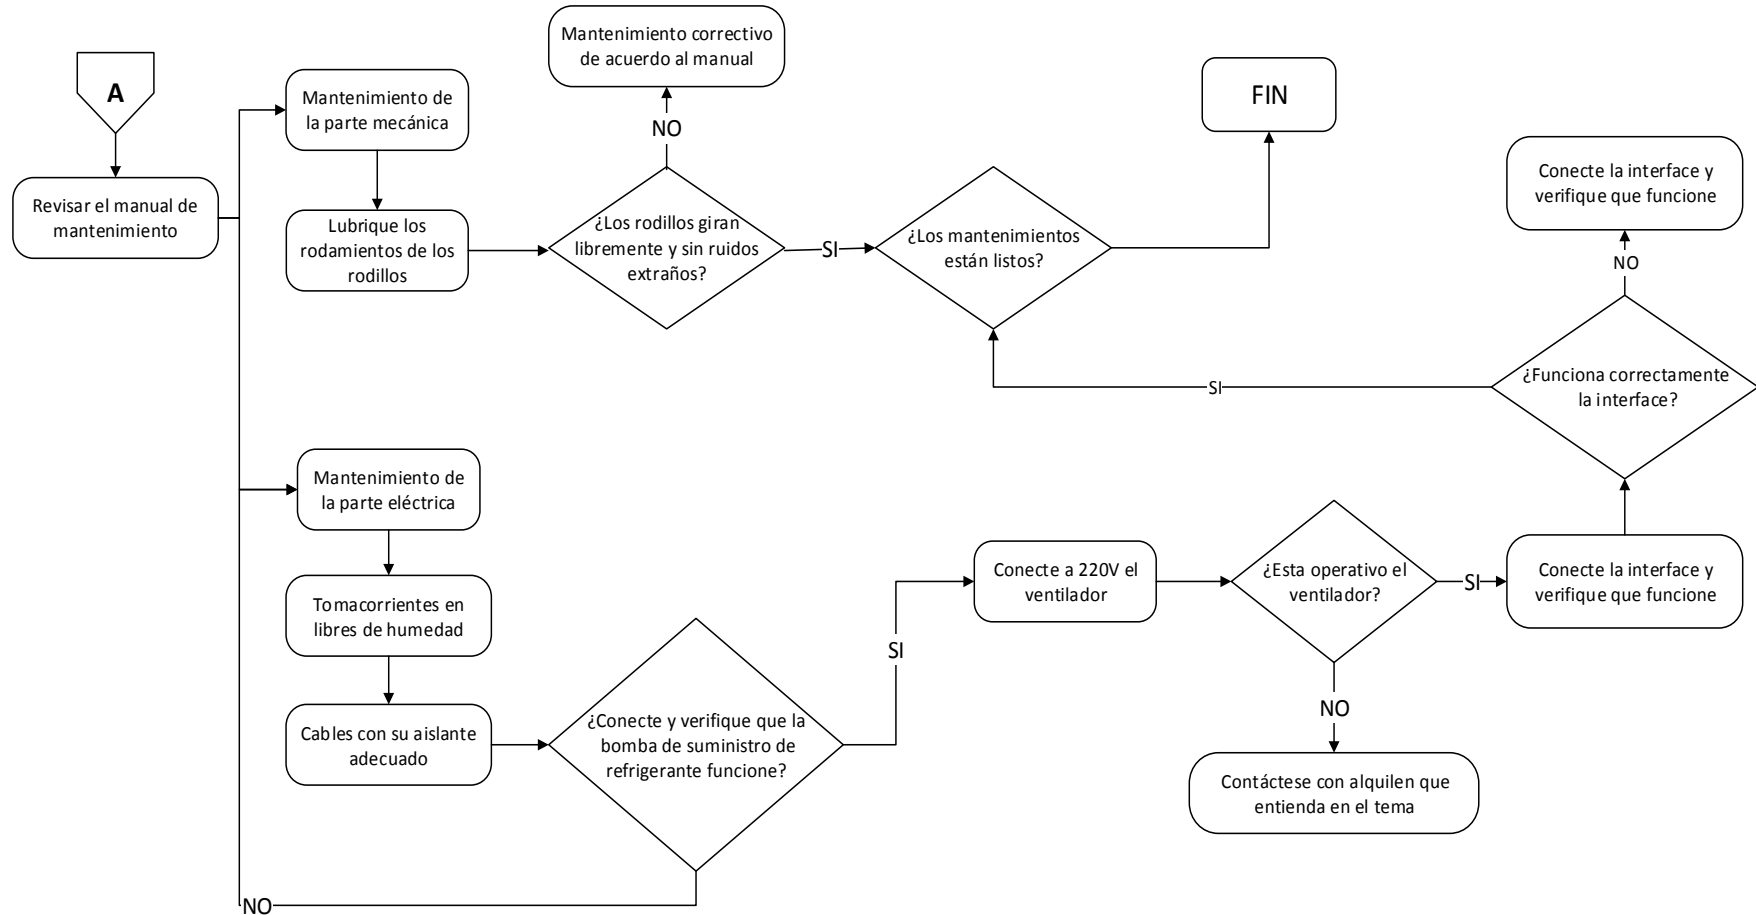 A
Revisar el manual de
mantenimiento
Mantenimiento de
la parte mecánica
Lubrique los
rodamientos de los
rodillos
Mantenimiento correctivo
de acuerdo al manual
NO
¿Los rodillos giran
libremente y sin ruidos
extraños?
SI
¿Los mantenimientos
están listos?
FIN
Conecte la interface y
verifique que funcione
NO
¿Funciona correctamente
la interface?
SI
Mantenimiento de
la parte eléctrica
Tomacorrientes en
libres de humedad
Cables con su aislante
adecuado
¿Conecte y verifique que la
bomba de suministro de
refrigerante funcione?
NO
SI
Conecte a 220V el
ventilador
¿Esta operativo el
ventilador?
SI
Conecte la interface y
verifique que funcione
NO
Contáctese con alquilen que
entienda en el tema